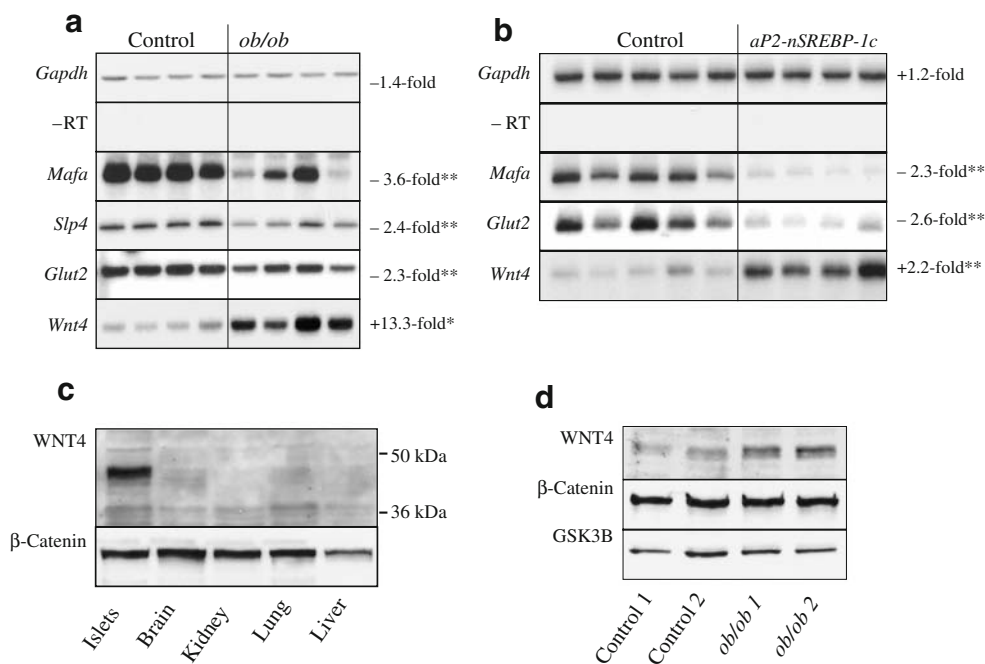 a
Control ob/ob
Gapdh –1.4-fold
–RT
Mafa – 3.6-fold**
Slp4 – 2.4-fold**
Glut2 – 2.3-fold**
Wnt4 +13.3-fold*
b
Control aP2-nSREBP-1c
Gapdh +1.2-fold
– RT
Mafa – 2.3-fold**
Glut2 – 2.6-fold**
Wnt4 +2.2-fold**
c
WNT4
50 kDa
36 kDa
β-Catenin
Islets Brain Kidney Lung Liver
d
WNT4
β-Catenin
GSK3B
Control 1 Control 2 ob/ob 1 ob/ob 2